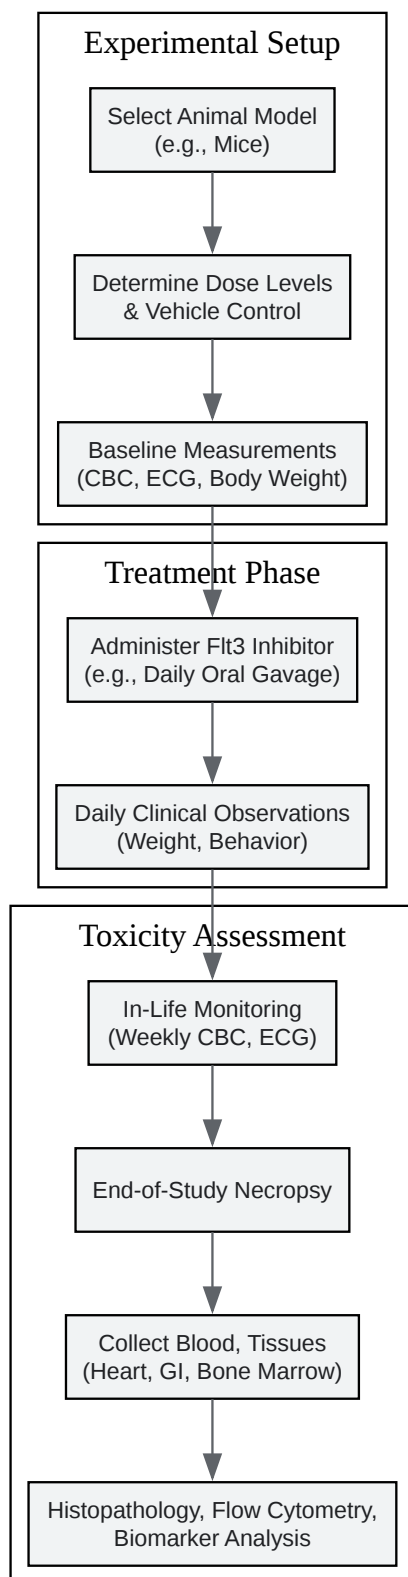 Experimental Setup
Select Animal Model
(e.g., Mice)
Determine Dose Levels
& Vehicle Control
Baseline Measurements
(CBC, ECG, Body Weight)
Treatment Phase
Administer Flt3 Inhibitor
(e.g., Daily Oral Gavage)
Daily Clinical Observations
(Weight, Behavior)
Toxicity Assessment
In-Life Monitoring
(Weekly CBC, ECG)
End-of-Study Necropsy
Collect Blood, Tissues
(Heart, GI, Bone Marrow)
Histopathology, Flow Cytometry,
Biomarker Analysis